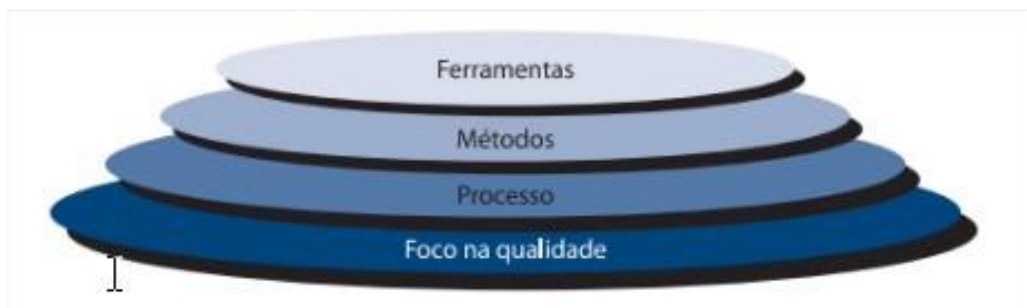 Ferramentas
Métodos
Processo
Foco na qualidade